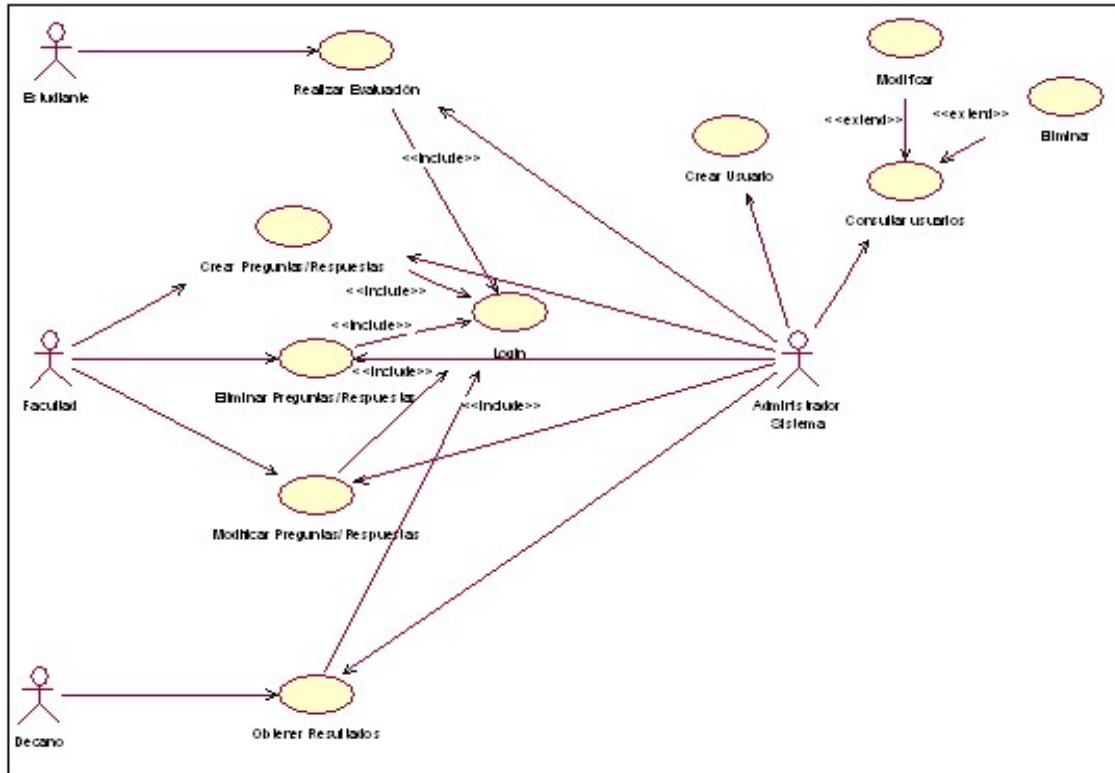 Estudiante
Realizar Evaluación
Modificar
<<extend>>
<<extend>>
Eliminar
<<include>>
Crear Usuario
Consultar usuarios
Crear Preguntas/Respuestas
<<include>>
<<include>>
Login
<<include>>
Facultad
Eliminar Preguntas/Respuestas
<<include>>
Administrador
Sistema
Modificar Preguntas/Respuestas
Decano
Obtener Resultados